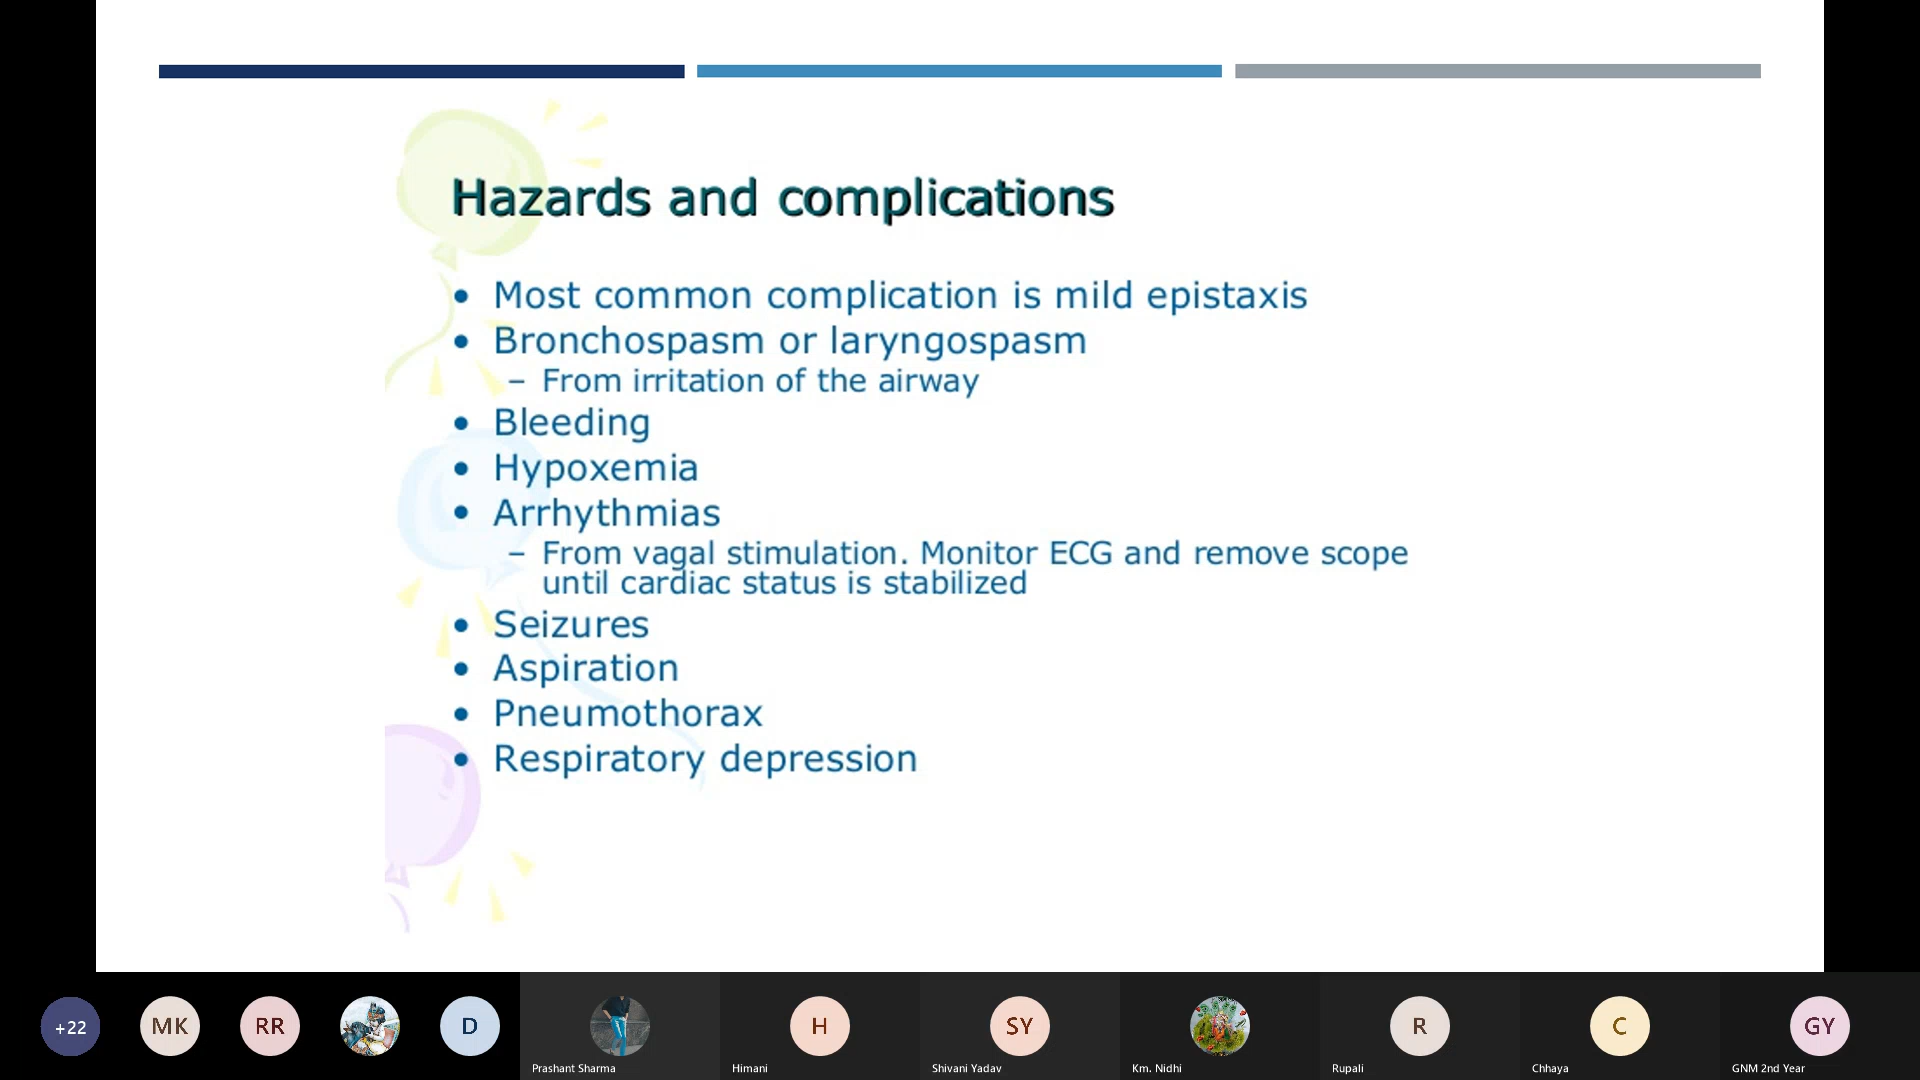 Hazards and complications
• Most common complication is mild epistaxis
• Bronchospasm or laryngospasm
– From irritation of the airway
• Bleeding
• Hypoxemia
• Arrhythmias
– From vagal stimulation. Monitor ECG and remove scope
until cardiac status is stabilized
• Seizures
• Aspiration
• Pneumothorax
• Respiratory depression
+22 MK RR D H SY R C GY
Prashant Sharma Himani Shivani Yadav Km. Nidhi Rupali Chhaya GNM 2nd Year